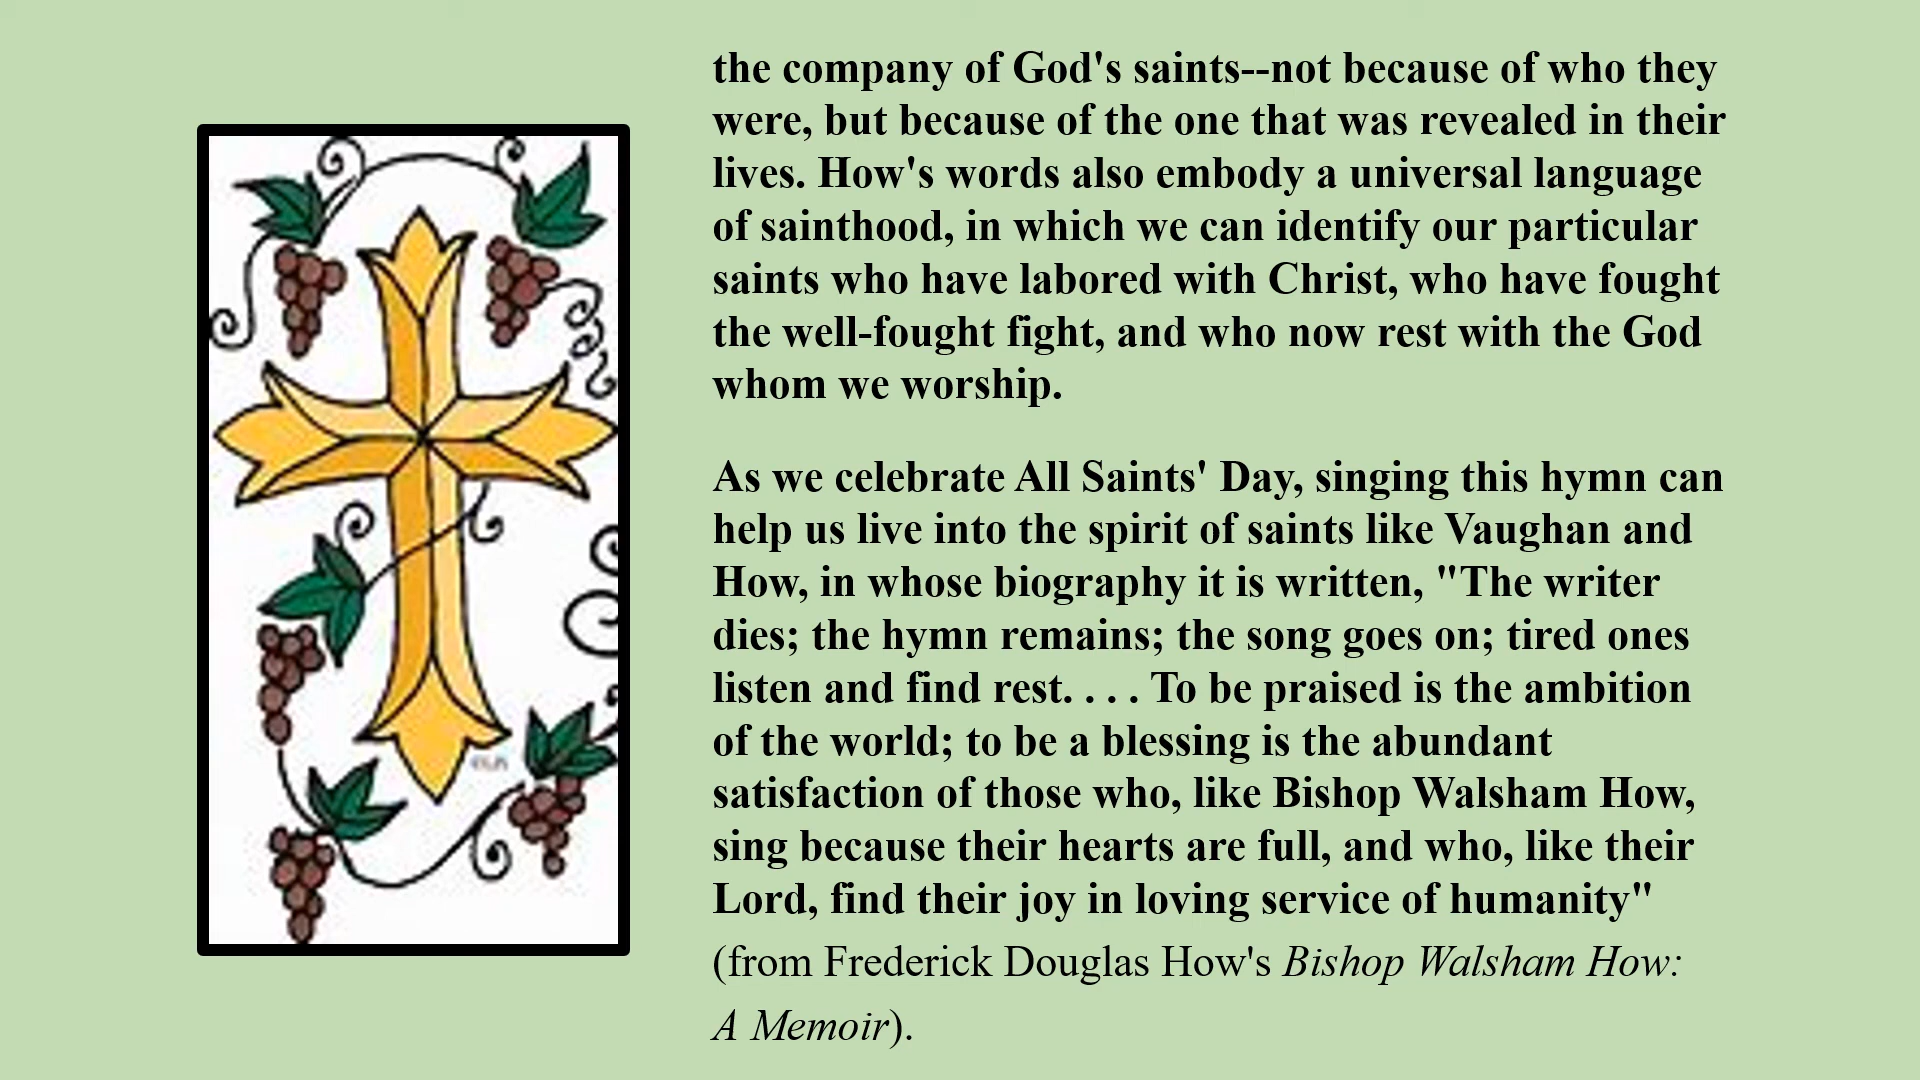 the company of God's saints--not because of who they
were, but because of the one that was revealed in their
lives. How's words also embody a universal language
of sainthood, in which we can identify our particular
saints who have labored with Christ, who have fought
the well-fought fight, and who now rest with the God
whom we worship.
As we celebrate All Saints' Day, singing this hymn can
help us live into the spirit of saints like Vaughan and
How, in whose biography it is written, "The writer
dies; the hymn remains; the song goes on; tired ones
listen and find rest. . . . To be praised is the ambition
of the world; to be a blessing is the abundant
satisfaction of those who, like Bishop Walsham How,
sing because their hearts are full, and who, like their
Lord, find their joy in loving service of humanity"
(from Frederick Douglas How's Bishop Walsham How:
A Memoir).